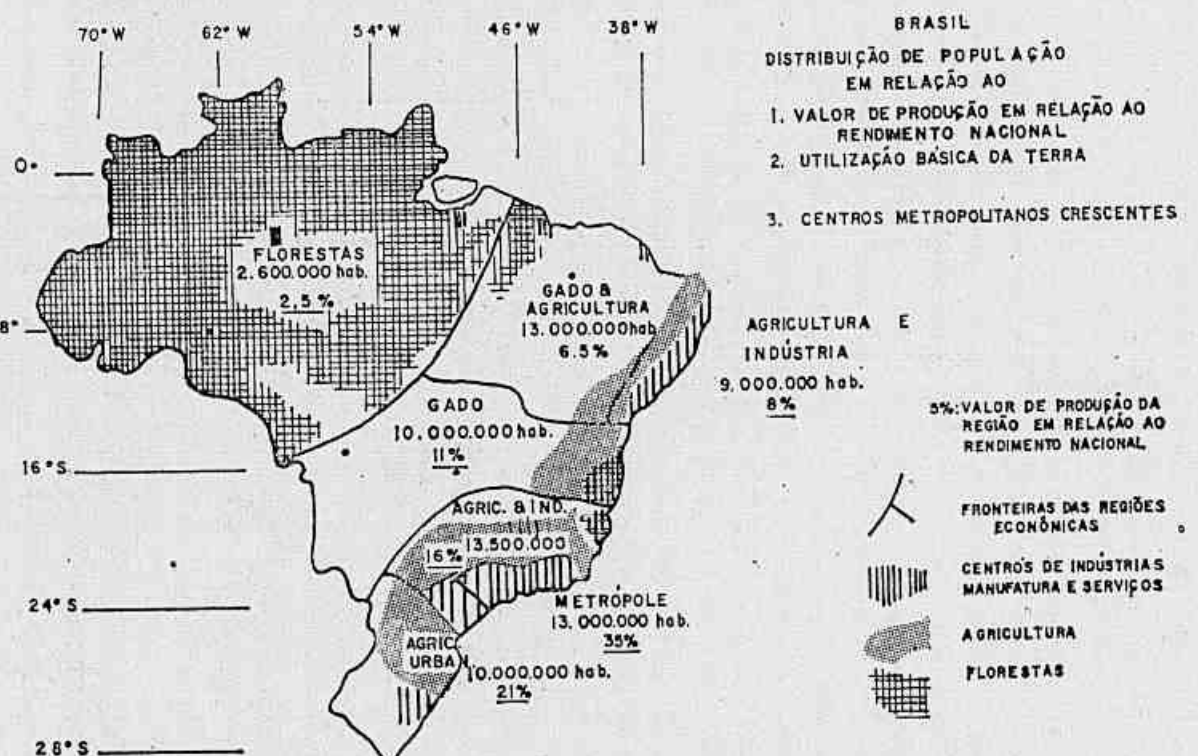 70° W 62° W 54° W 46° W 38° W
BRASIL
DISTRIBUIÇÃO DE POPULAÇÃO
EM RELAÇÃO AO
1. VALOR DE PRODUÇÃO EM RELAÇÃO AO
RENDIMENTO NACIONAL
2. UTILIZAÇÃO BÁSICA DA TERRA
3. CENTROS METROPOLITANOS CRESCENTES
0°
8°
16° S
24° S
28° S
FLORESTAS
2.600.000 hab.
2,5%
GADO &
AGRICULTURA
13.000.000 hab
6.5%
AGRICULTURA E
INDÚSTRIA
9.000.000 hab.
8%
GADO
10.000.000 hab.
11%
AGRIC. & IND.
16% 13.500.000
METRÓPOLE
13.000.000 hab.
35%
AGRIC.
URBA
10.000.000 hab.
21%
5%: VALOR DE PRODUÇÃO DA
REGIÃO EM RELAÇÃO AO
RENDIMENTO NACIONAL
FRONTEIRAS DAS REGIÕES
ECONÔMICAS
CENTROS DE INDÚSTRIAS
MANUFATURA E SERVIÇOS
AGRICULTURA
FLORESTAS